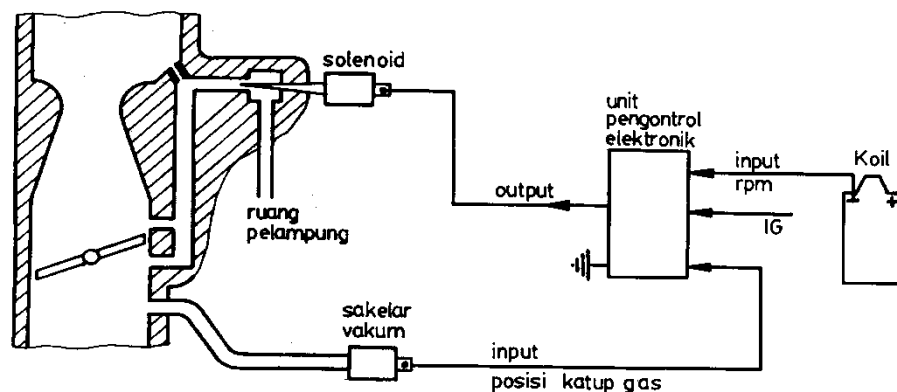 solenoid
unit
pengontrol
elektronik
input
rpm
Koil
- +
output
IG
ruang
pelampung
sakelar
vakum
input
posisi katup gas